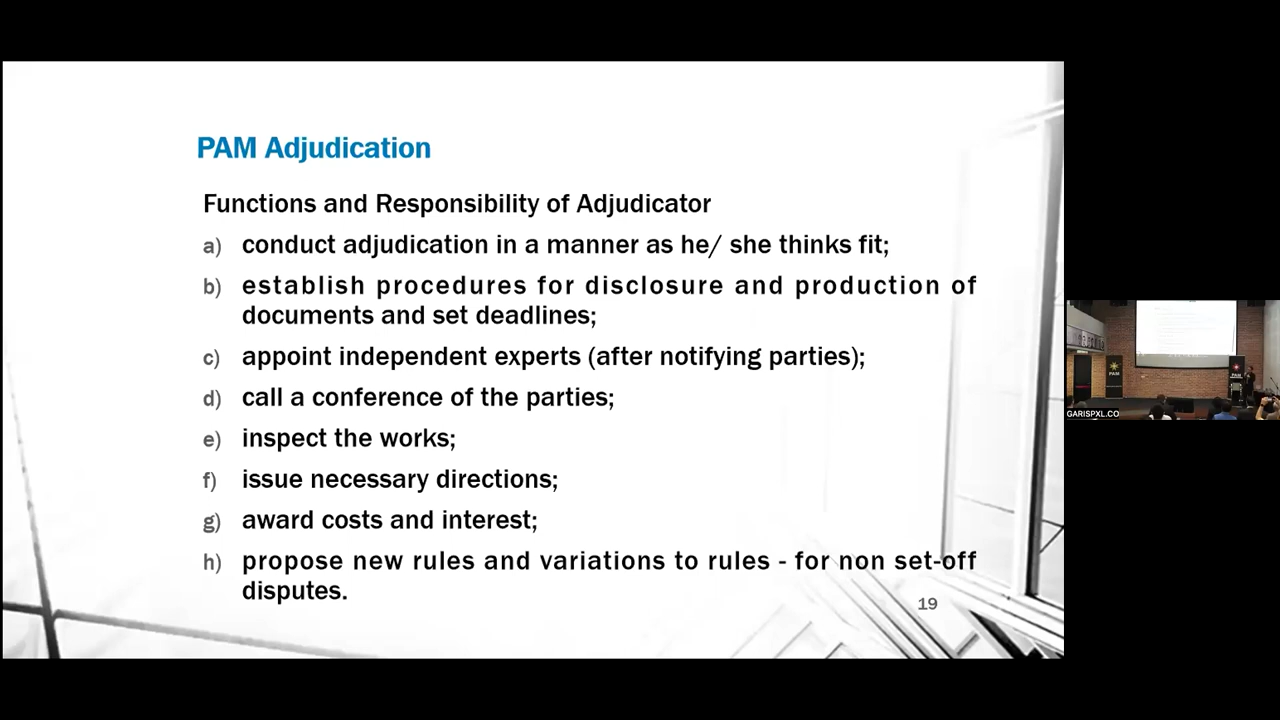 PAM Adjudication
Functions and Responsibility of Adjudicator
a) conduct adjudication in a manner as he/ she thinks fit;
b) establish procedures for disclosure and production of
documents and set deadlines;
c) appoint independent experts (after notifying parties);
d) call a conference of the parties;
e) inspect the works;
f) issue necessary directions;
g) award costs and interest;
h) propose new rules and variations to rules - for non set-off
disputes.
19
PAM
PAM
GARISPXL.CO